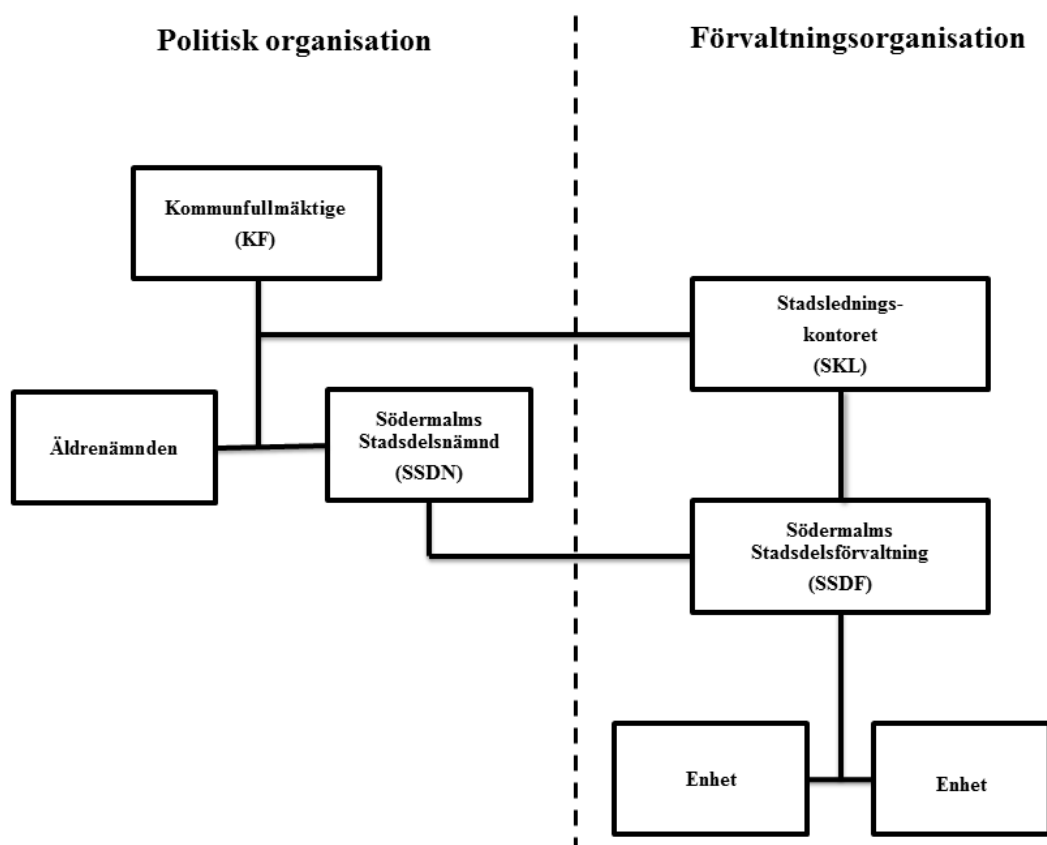 Politisk organisation
Förvaltningsorganisation
Kommunfullmäktige
(KF)
Stadslednings-
kontoret
(SKL)
Äldrenämnden
Södermalms
Stadsdelsnämnd
(SSDN)
Södermalms
Stadsdelsförvaltning
(SSDF)
Enhet
Enhet